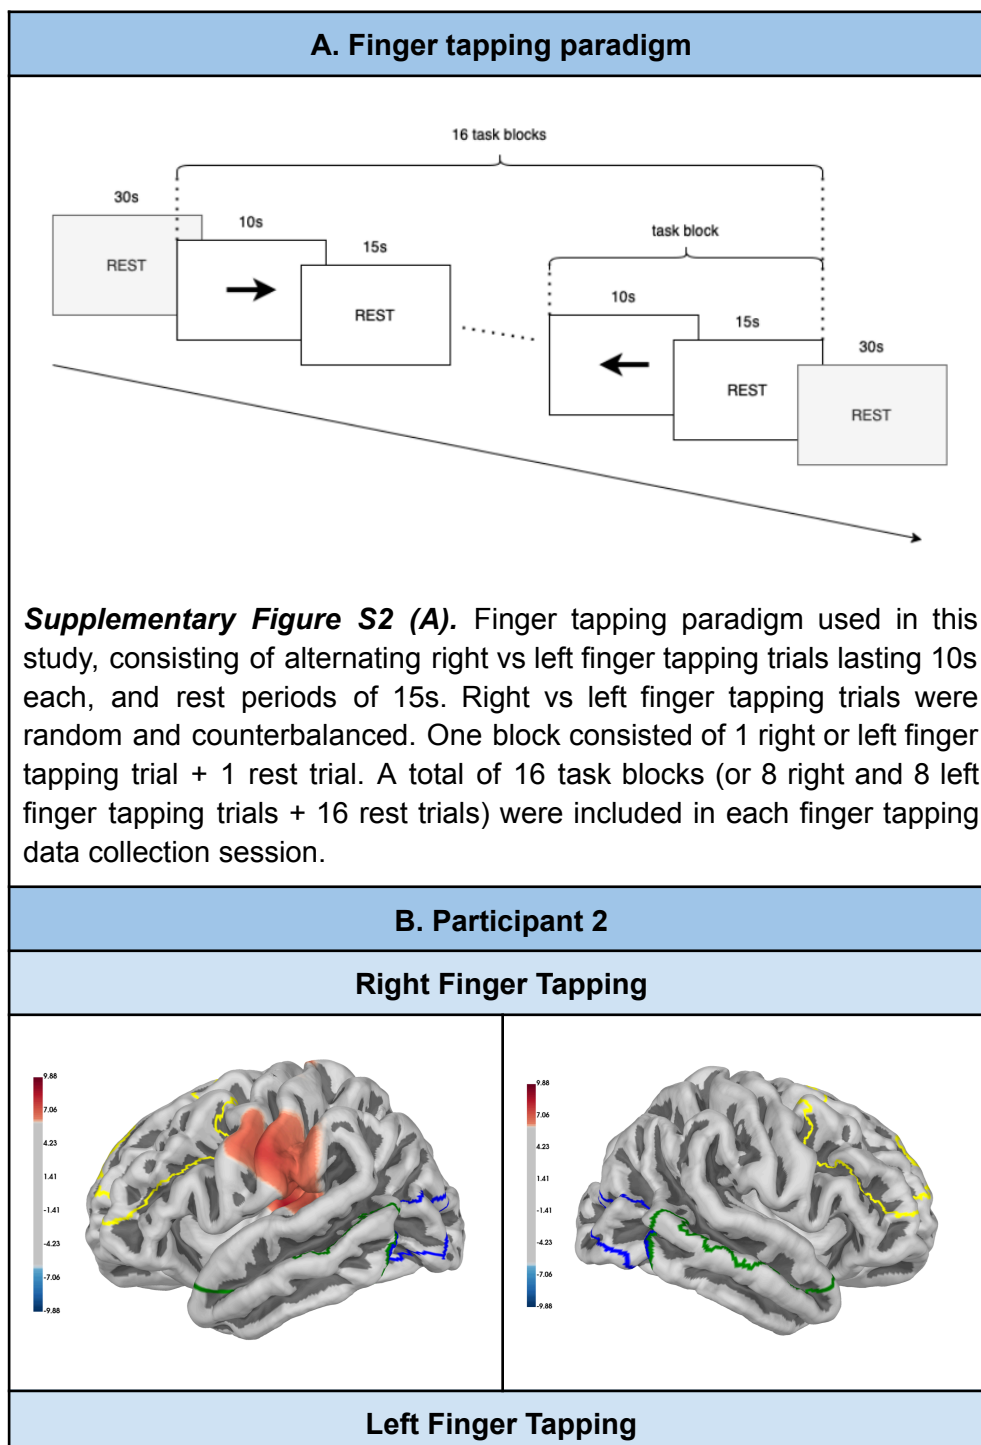 A. Finger tapping paradigm
16 task blocks
30s
REST
10s
15s
REST
task block
10s
15s
REST
30s
REST
Supplementary Figure S2 (A). Finger tapping paradigm used in this
study, consisting of alternating right vs left finger tapping trials lasting 10s
each, and rest periods of 15s. Right vs left finger tapping trials were
random and counterbalanced. One block consisted of 1 right or left finger
tapping trial + 1 rest trial. A total of 16 task blocks (or 8 right and 8 left
finger tapping trials + 16 rest trials) were included in each finger tapping
data collection session.
B. Participant 2
Right Finger Tapping
9.88
7.06
4.23
1.41
-1.41
-4.23
-7.06
-9.88
9.88
7.06
4.23
1.41
-1.41
-4.23
-7.06
-9.88
Left Finger Tapping